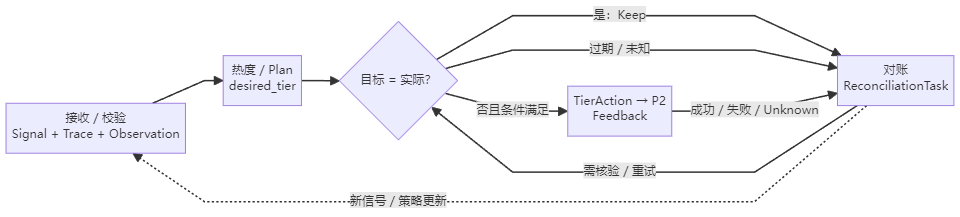 接收 / 校验
Signal + Trace + Observation
热度 / Plan
desired_tier
目标 = 实际？
是：Keep
过期 / 未知
否且条件满足
TierAction → P2
Feedback
成功 / 失败 / Unknown
对账
ReconciliationTask
需核验 / 重试
新信号 / 策略更新